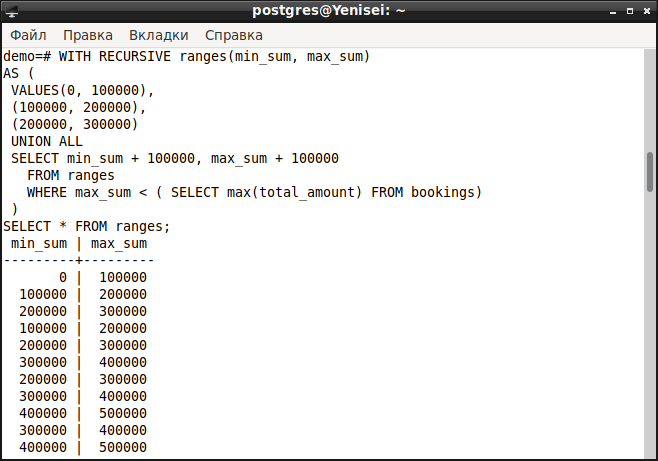 postgres@Yenisei: ~
Файл Правка Вкладки Справка
demo=# WITH RECURSIVE ranges(min_sum, max_sum)
AS (
 VALUES(0, 100000),
 (100000, 200000),
 (200000, 300000)
 UNION ALL
 SELECT min_sum + 100000, max_sum + 100000
   FROM ranges
   WHERE max_sum < ( SELECT max(total_amount) FROM bookings)
 )
SELECT * FROM ranges;
 min_sum | max_sum
---------+---------
       0 |  100000
  100000 |  200000
  200000 |  300000
  100000 |  200000
  200000 |  300000
  300000 |  400000
  200000 |  300000
  300000 |  400000
  400000 |  500000
  300000 |  400000
  400000 |  500000